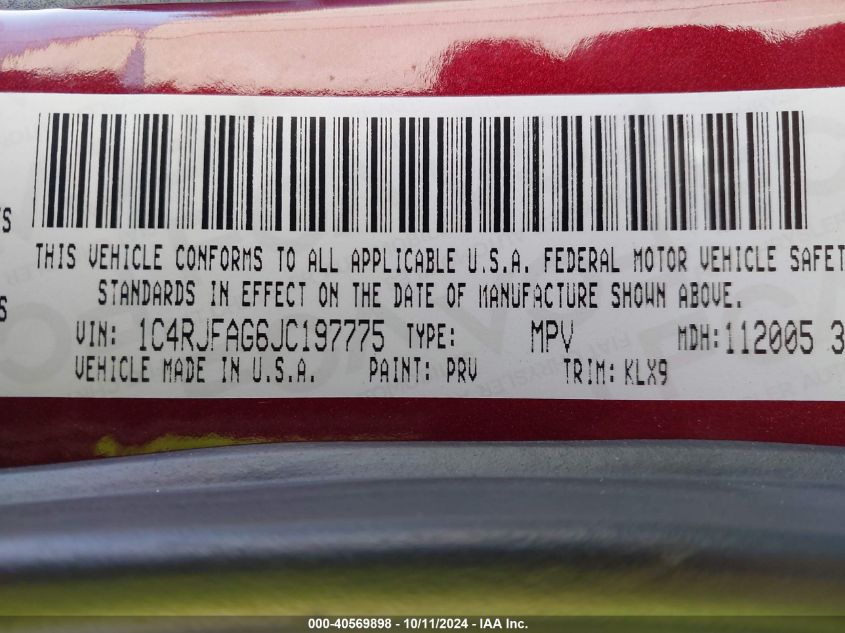 THIS VEHICLE CONFORMS TO ALL APPLICABLE U.S.A. FEDERAL MOTOR VEHICLE SAFET
STANDARDS IN EFFECT ON THE DATE OF MANUFACTURE SHOWN ABOVE.
VIN: 1C4RJFAG6JC197775 TYPE: MPV MDH:112005 3
VEHICLE MADE IN U.S.A. PAINT: PRV TRIM: KLX9
000-40569898 - 10/11/2024 - IAA Inc.